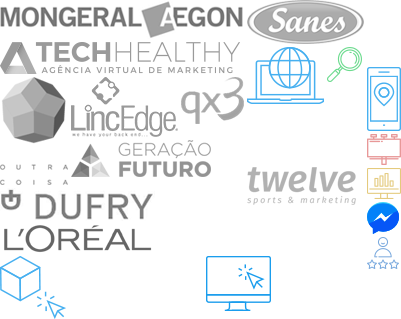 MONGERAL AEGON
Sanes
TECHHEALTHY
AGÊNCIA VIRTUAL DE MARKETING
LincEdge.
we have your back end...
qx3
GERAÇÃO
FUTURO
OUTRA
COISA
twelve
sports & marketing
DUFRY
L'ORÉAL